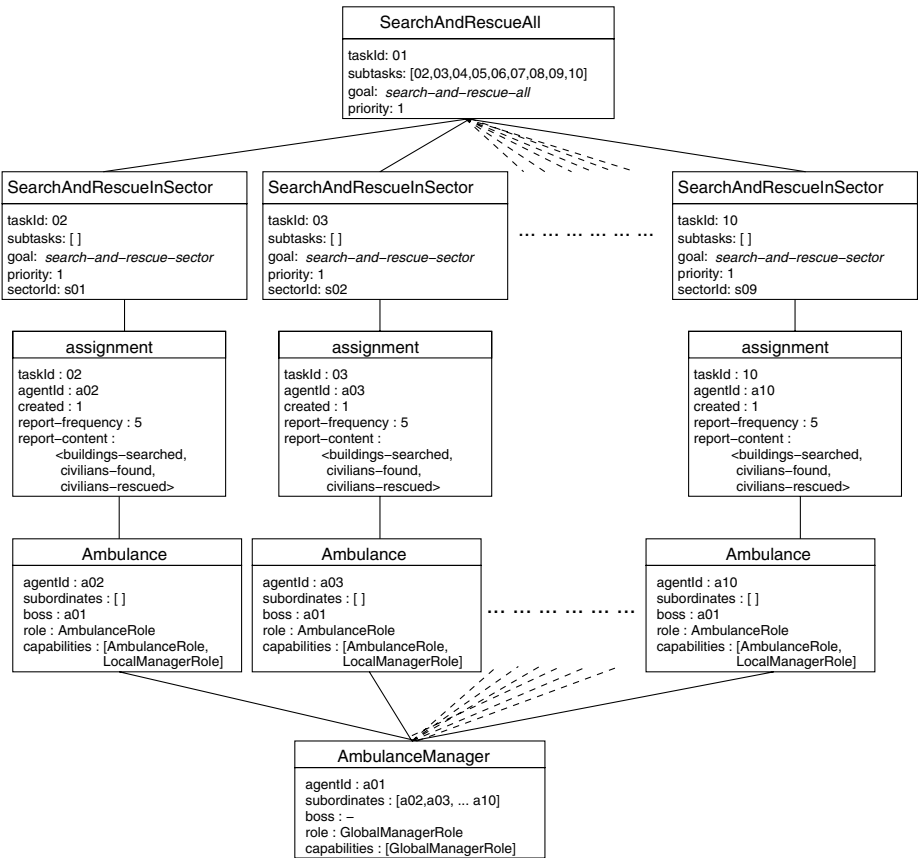 SearchAndRescueAll
taskId: 01
subtasks: [02,03,04,05,06,07,08,09,10]
goal: search−and−rescue−all
priority: 1
SearchAndRescueInSector
taskId: 02
subtasks: [ ]
goal: search−and−rescue−sector
priority: 1
sectorId: s01
SearchAndRescueInSector
taskId: 03
subtasks: [ ]
goal: search−and−rescue−sector
priority: 1
sectorId: s02
... ... ... ... ... ...
SearchAndRescueInSector
taskId: 10
subtasks: [ ]
goal: search−and−rescue−sector
priority: 1
sectorId: s09
assignment
taskId : 02
agentId : a02
created : 1
report−frequency : 5
report−content :
<buildings−searched,
civilians−found,
civilians−rescued>
assignment
taskId : 03
agentId : a03
created : 1
report−frequency : 5
report−content :
<buildings−searched,
civilians−found,
civilians−rescued>
assignment
taskId : 10
agentId : a10
created : 1
report−frequency : 5
report−content :
<buildings−searched,
civilians−found,
civilians−rescued>
Ambulance
agentId : a02
subordinates : [ ]
boss : a01
role : AmbulanceRole
capabilities : [AmbulanceRole,
LocalManagerRole]
Ambulance
agentId : a03
subordinates : [ ]
boss : a01
role : AmbulanceRole
capabilities : [AmbulanceRole,
LocalManagerRole]
... ... ... ... ... ...
Ambulance
agentId : a10
subordinates : [ ]
boss : a01
role : AmbulanceRole
capabilities : [AmbulanceRole,
LocalManagerRole]
AmbulanceManager
agentId : a01
subordinates : [a02,a03, ... a10]
boss : −
role : GlobalManagerRole
capabilities : [GlobalManagerRole]